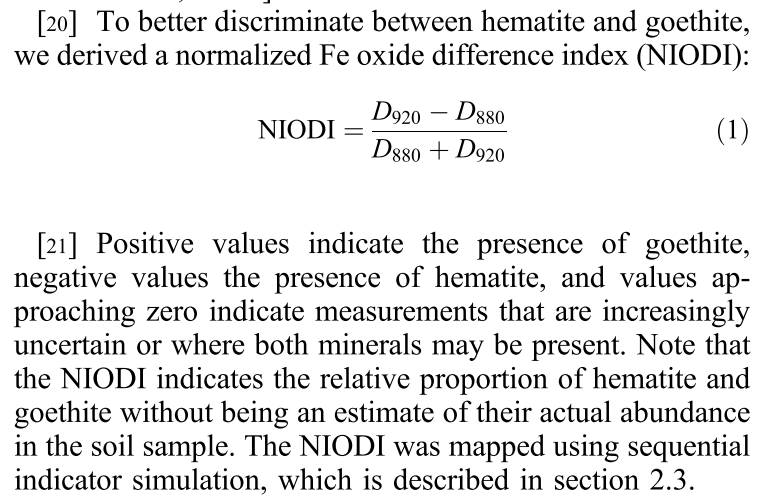 [20] To better discriminate between hematite and goethite,
we derived a normalized Fe oxide difference index (NIODI):
NIODI = \frac{D_{920} − D_{880}}{D_{880} + D_{920}} (1)
[21] Positive values indicate the presence of goethite,
negative values the presence of hematite, and values ap-
proaching zero indicate measurements that are increasingly
uncertain or where both minerals may be present. Note that
the NIODI indicates the relative proportion of hematite and
goethite without being an estimate of their actual abundance
in the soil sample. The NIODI was mapped using sequential
indicator simulation, which is described in section 2.3.